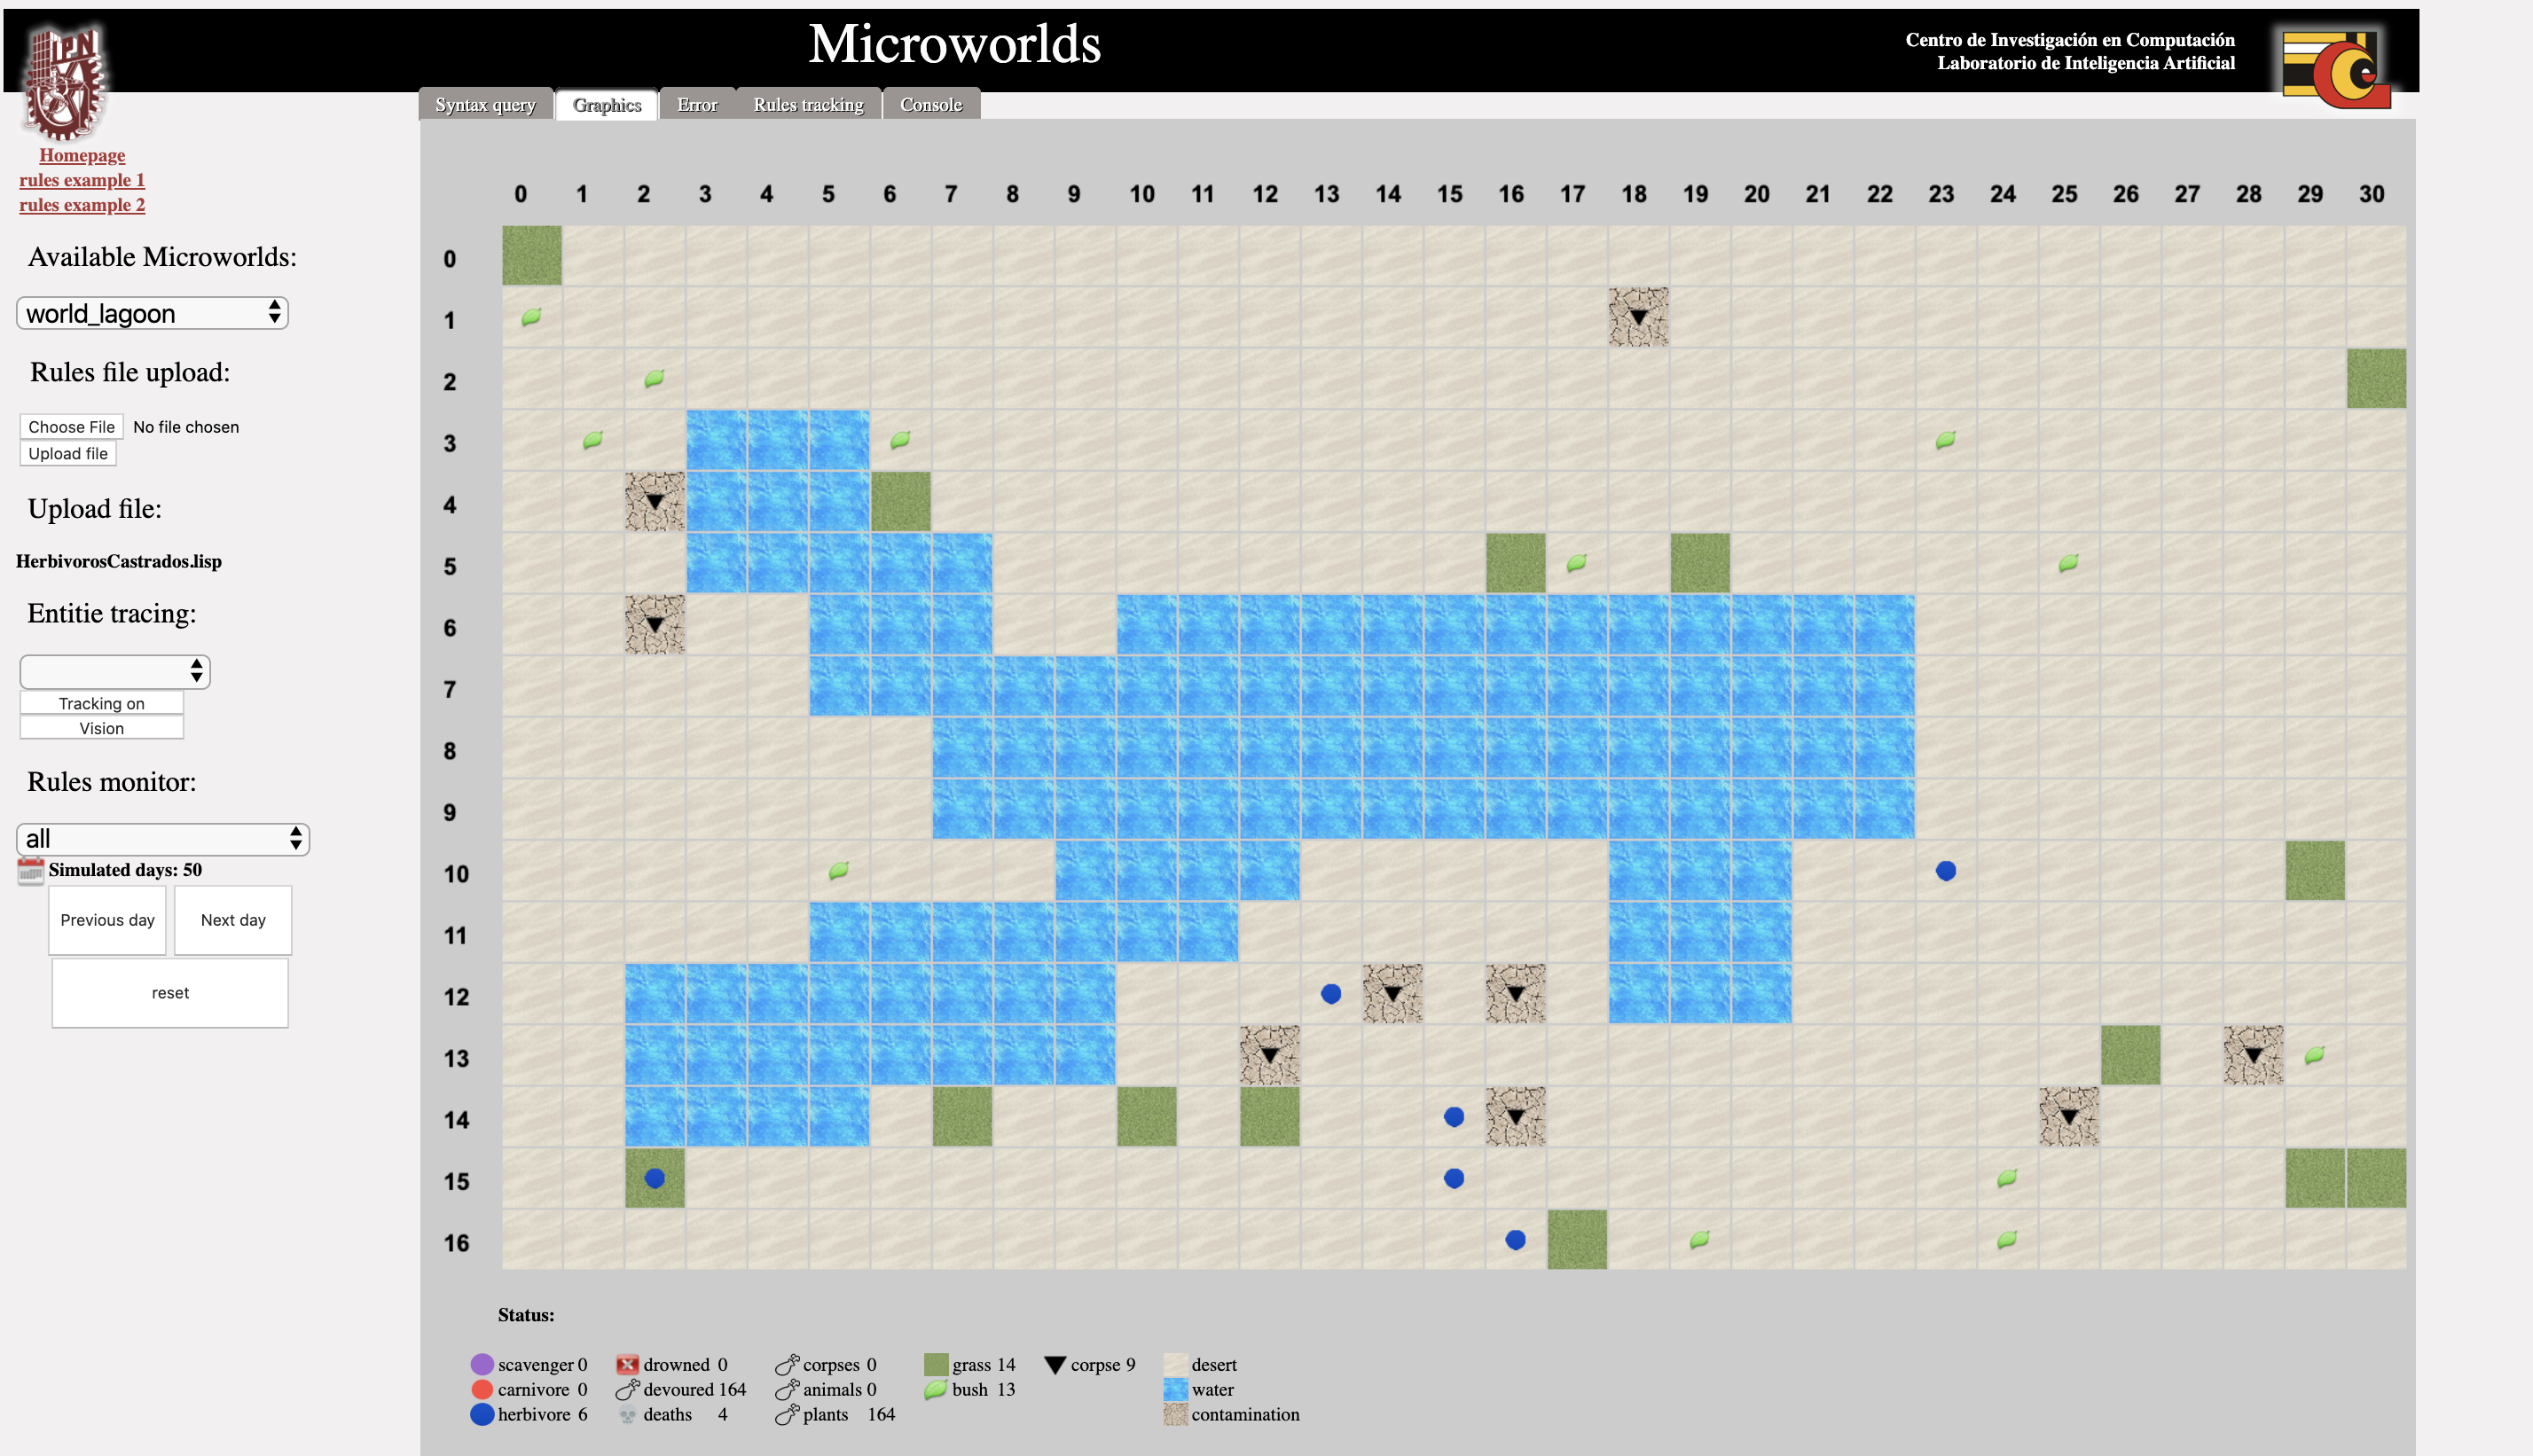 Microworlds
Centro de Investigación en Computación
Laboratorio de Inteligencia Artificial
IPN
Syntax query Graphics Error Rules tracking Console
Homepage
rules example 1
rules example 2
Available Microworlds:
world_lagoon
Rules file upload:
Choose File No file chosen
Upload file
Upload file:
HerbivorosCastrados.lisp
Entitie tracing:
Tracking on
Vision
Rules monitor:
all
Simulated days: 50
Previous day Next day
reset
0 1 2 3 4 5 6 7 8 9 10 11 12 13 14 15 16 17 18 19 20 21 22 23 24 25 26 27 28 29 30
0
1
2
3
4
5
6
7
8
9
10
11
12
13
14
15
16
Status:
scavenger 0 drowned 0 corpses 0 grass 14 corpse 9 desert
carnivore 0 devoured 164 animals 0 bush 13 water
herbivore 6 deaths 4 plants 164 contamination